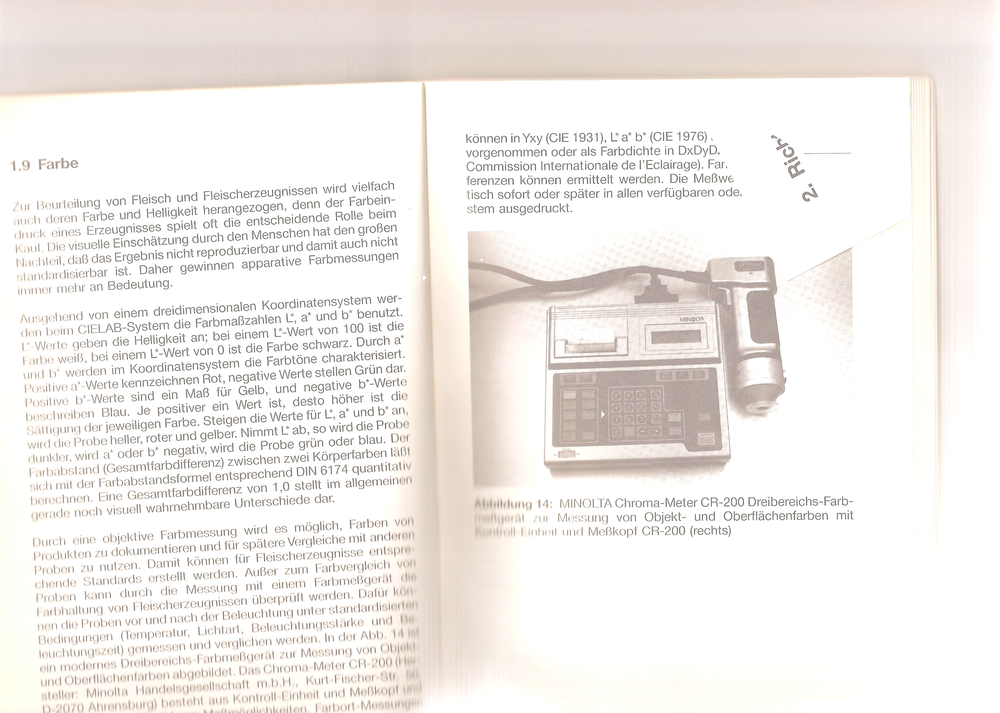 1.9 Farbe
Zur Beurteilung von Fleisch und Fleischerzeugnissen wird vielfach
auch deren Farbe und Helligkeit herangezogen, denn der Farbein-
druck eines Erzeugnisses spielt oft die entscheidende Rolle beim
Kauf. Die visuelle Einschätzung durch den Menschen hat den großen
Nachteil, daß das Ergebnis nicht reproduzierbar und damit auch nicht
standardisierbar ist. Daher gewinnen apparative Farbmessungen
immer mehr an Bedeutung.
Ausgehend von einem dreidimensionalen Koordinatensystem wer-
den beim CIELAB-System die Farbmaßzahlen L*, a* und b* benutzt.
L*-Werte geben die Helligkeit an; bei einem L*-Wert von 100 ist die
Farbe weiß, bei einem L*-Wert von 0 ist die Farbe schwarz. Durch a*
und b* werden im Koordinatensystem die Farbtöne charakterisiert.
Positive a*-Werte kennzeichnen Rot, negative Werte stellen Grün dar.
Positive b*-Werte sind ein Maß für Gelb, und negative b*-Werte
beschreiben Blau. Je positiver ein Wert ist, desto höher ist die
Sättigung der jeweiligen Farbe. Steigen die Werte für L*, a* und b* an,
wird die Probe heller, roter und gelber. Nimmt L* ab, so wird die Probe
dunkler, wird a* oder b* negativ, wird die Probe grün oder blau. Der
Farbabstand (Gesamtfarbdifferenz) zwischen zwei Körperfarben läßt
sich mit der Farbabstandsformel entsprechend DIN 6174 quantitativ
berechnen. Eine Gesamtfarbdifferenz von 1,0 stellt im allgemeinen
gerade noch visuell wahrnehmbare Unterschiede dar.
Durch eine objektive Farbmessung wird es möglich, Farben von
Produkten zu dokumentieren und für spätere Vergleiche mit anderen
Proben zu nutzen. Damit können für Fleischerzeugnisse entspre-
chende Standards erstellt werden. Außer zum Farbvergleich von
Proben kann durch die Messung mit einem Farbmeßgerät die
Farbhaltung von Fleischerzeugnissen überprüft werden. Dafür kön-
nen die Proben vor und nach der Beleuchtung unter standardisierten
Bedingungen (Temperatur, Lichtart, Beleuchtungsstärke und Be-
leuchtungszeit) gemessen und verglichen werden. In der Abb. 14 ist
ein modernes Dreibereichs-Farbmeßgerät zur Messung von Objekt-
und Oberflächenfarben abgebildet. Das Chroma-Meter CR-200 (Her-
steller: Minolta Handelsgesellschaft m.b.H., Kurt-Fischer-Str. 50
D-2070 Ahrensburg) besteht aus Kontroll-Einheit und Meßkopf und
Meßmöglichkeiten. Farbort-Messungen
können in Yxy (CIE 1931), L* a* b* (CIE 1976)
vorgenommen oder als Farbdichte in DxDyD
Commission Internationale de l'Eclairage). Far
ferenzen können ermittelt werden. Die Meßwe
tisch sofort oder später in allen verfügbaren ode
stem ausgedruckt.
2. Rich
MINOLTA
7 8 9
4 5 6
1 2 3
0
Abbildung 14: MINOLTA Chroma-Meter CR-200 Dreibereichs-Farb-
meßgerät zur Messung von Objekt- und Oberflächenfarben mit
Kontroll-Einheit und Meßkopf CR-200 (rechts)